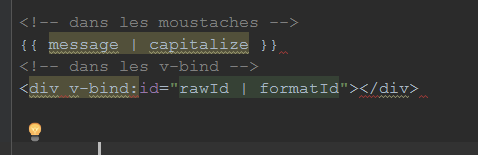 <!-- dans les moustaches -->
{{ message | capitalize }}
<!-- dans les v-bind -->
<div v-bind:id="rawId | formatId"></div>